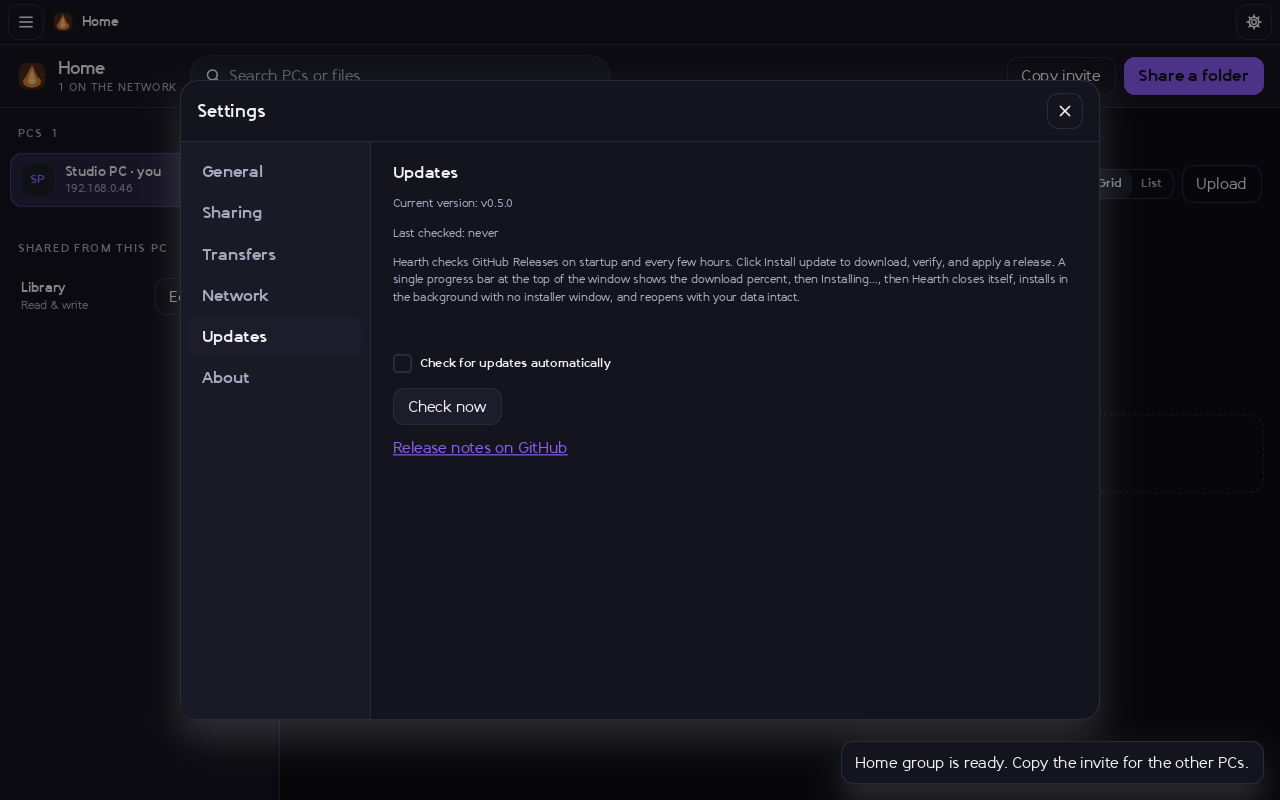 Home
Home
1 ON THE NETWORK
Search PCs or files
Copy invite
Share a folder
Settings
PCS 1
SP
Studio PC · you
192.168.0.46
Grid
List
Upload
SHARED FROM THIS PC
Library
Read & write
General
Sharing
Transfers
Network
Updates
About
Updates
Current version: v0.5.0
Last checked: never
Hearth checks GitHub Releases on startup and every few hours. Click Install update to download, verify, and apply a release. A
single progress bar at the top of the window shows the download percent, then Installing..., then Hearth closes itself, installs in
the background with no installer window, and reopens with your data intact.
Check for updates automatically
Check now
Release notes on GitHub
Home group is ready. Copy the invite for the other PCs.